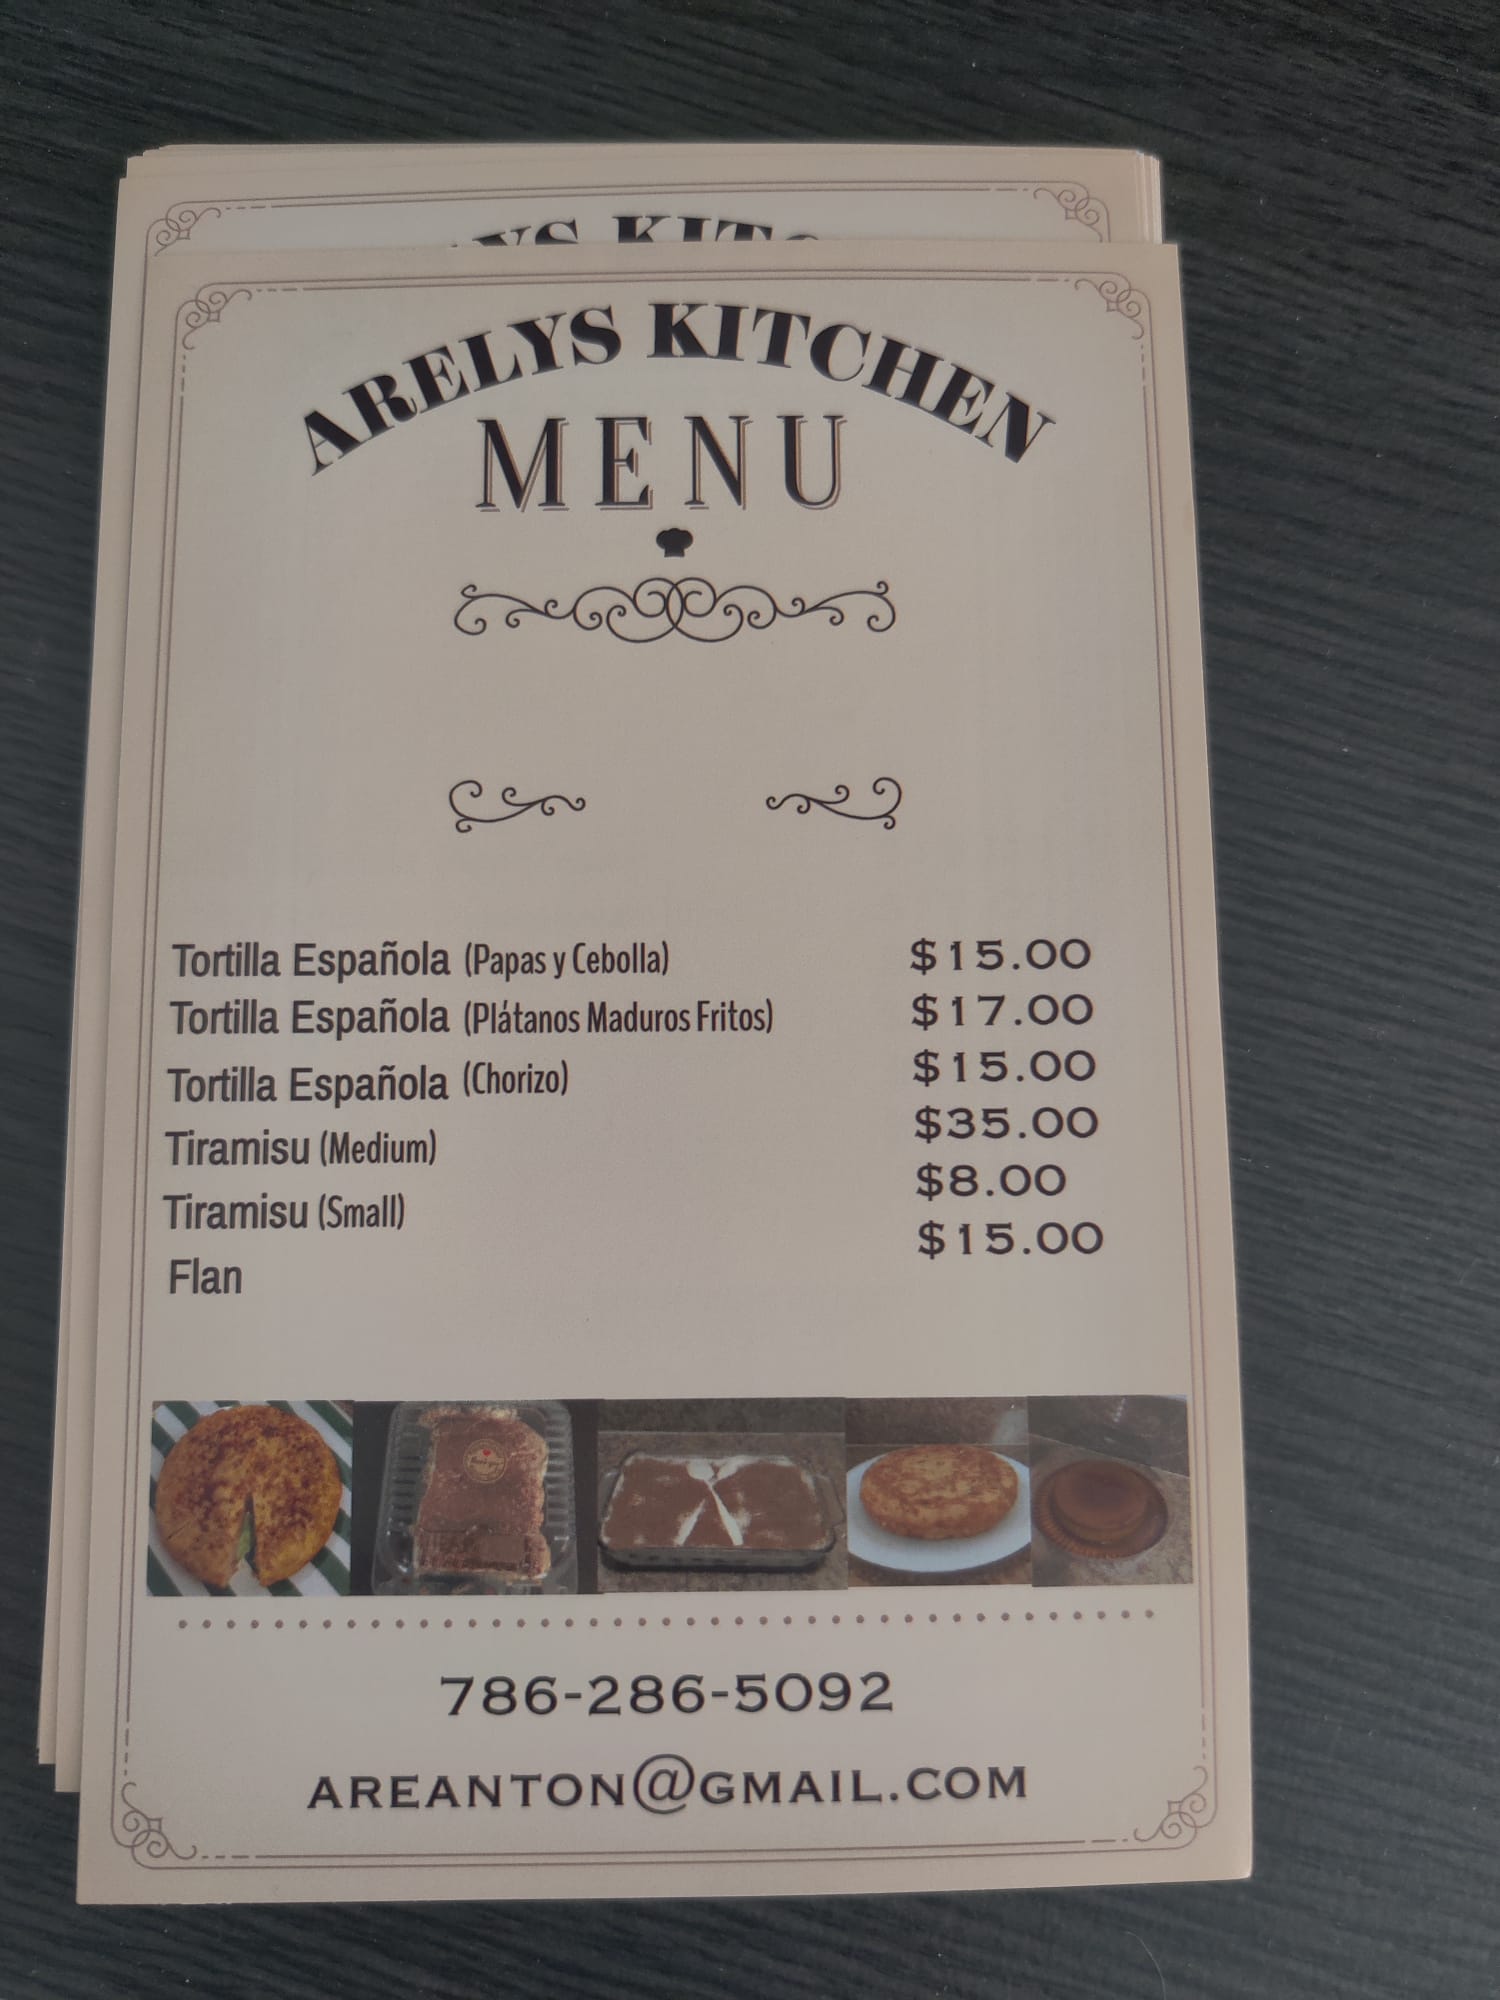 YS KIT
ARELYS KITCHEN
MENU
Tortilla Española (Papas y Cebolla) $15.00
Tortilla Española (Plátanos Maduros Fritos) $17.00
Tortilla Española (Chorizo) $15.00
Tiramisu (Medium) $35.00
Tiramisu (Small) $8.00
Flan $15.00
786-286-5092
AREANTON@GMAIL.COM